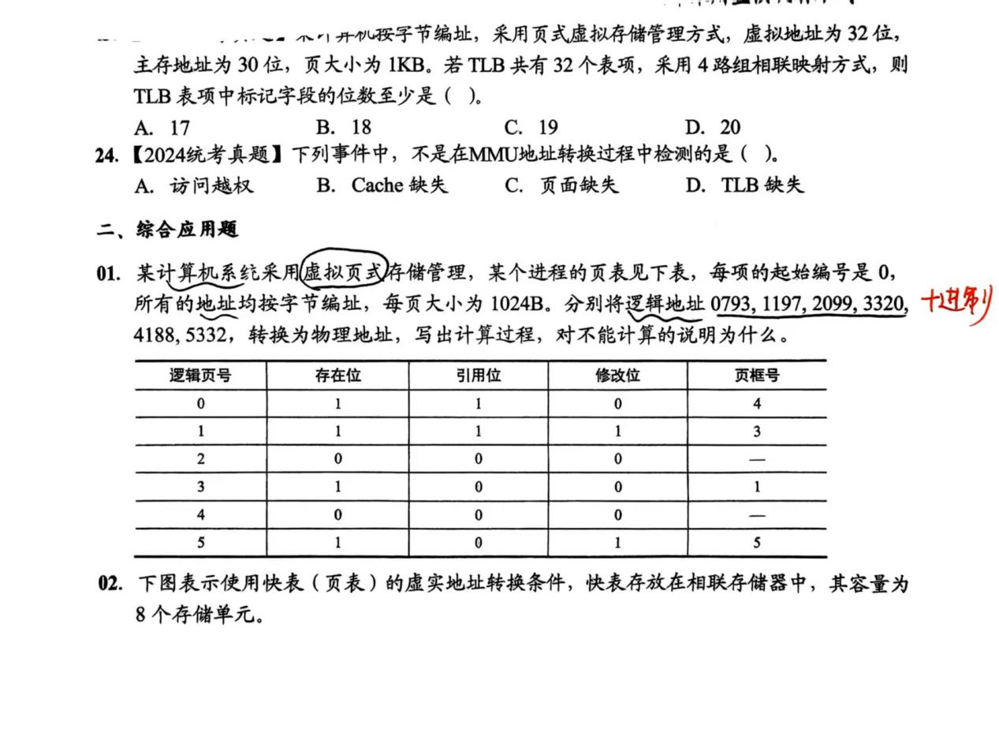 某计算机按字节编址，采用页式虚拟存储管理方式，虚拟地址为 32 位，
主存地址为 30 位，页大小为 1KB。若 TLB 共有 32 个表项，采用 4 路组相联映射方式，则
TLB 表项中标记字段的位数至少是（ ）。
A. 17 B. 18 C. 19 D. 20
24.【2024统考真题】下列事件中，不是在MMU地址转换过程中检测的是（ ）。
A. 访问越权 B. Cache 缺失 C. 页面缺失 D. TLB 缺失
二、综合应用题
01. 某计算机系统采用虚拟页式存储管理，某个进程的页表见下表，每项的起始编号是 0，
所有的地址均按字节编址，每页大小为 1024B。分别将逻辑地址 0793, 1197, 2099, 3320, 十进制
4188, 5332，转换为物理地址，写出计算过程，对不能计算的说明为什么。
逻辑页号 存在位 引用位 修改位 页框号
0 1 1 0 4
1 1 1 1 3
2 0 0 0 —
3 1 0 0 1
4 0 0 0 —
5 1 0 1 5
02. 下图表示使用快表（页表）的虚实地址转换条件，快表存放在相联存储器中，其容量为
8 个存储单元。